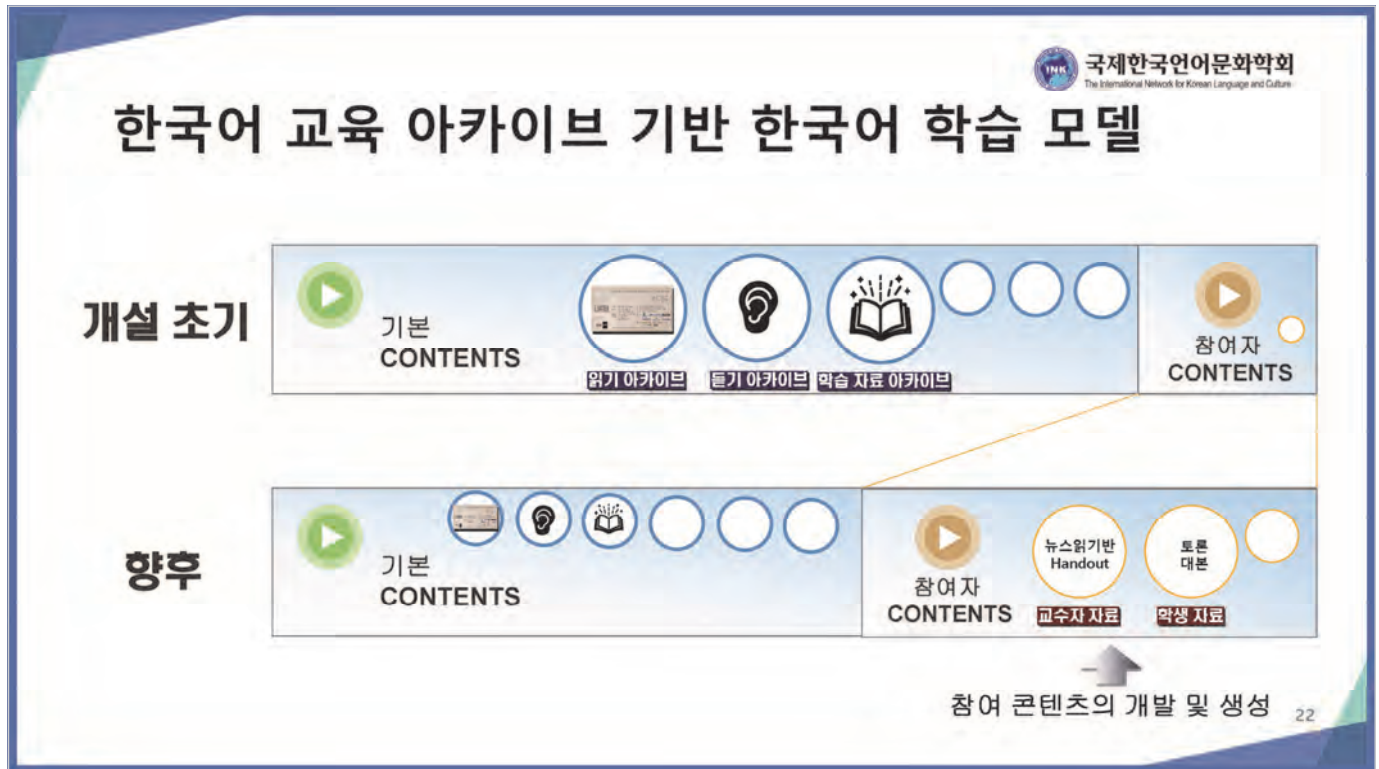 INK
국제한국언어문화학회
The International Network for Korean Language and Culture
한국어 교육 아카이브 기반 한국어 학습 모델
개설 초기
기본
CONTENTS
읽기 아카이브
듣기 아카이브
학습 자료 아카이브
참여자
CONTENTS
향후
기본
CONTENTS
참여자
CONTENTS
뉴스읽기반
Handout
교수자 자료
토론
대본
학생 자료
참여 콘텐츠의 개발 및 생성
22